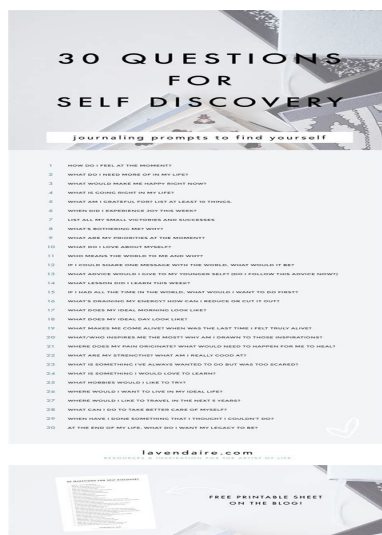 30 QUESTIONS
FOR
SELF DISCOVERY
journaling prompts to find yourself
1 HOW DO I FEEL AT THE MOMENT?
2 WHAT DO I NEED MORE OF IN MY LIFE?
3 WHAT WOULD MAKE ME HAPPY RIGHT NOW?
4 WHAT IS GOING RIGHT IN MY LIFE?
5 WHAT AM I GRATEFUL FOR? LIST AT LEAST 10 THINGS.
6 WHEN DID I EXPERIENCE JOY THIS WEEK?
7 LIST ALL MY SMALL VICTORIES AND SUCCESSES
8 WHAT'S BOTHERING ME? WHY?
9 WHAT ARE MY PRIORITIES AT THE MOMENT?
10 WHAT DO I LOVE ABOUT MYSELF?
11 WHO MEANS THE WORLD TO ME AND WHY?
12 IF I COULD SHARE ONE MESSAGE WITH THE WORLD, WHAT WOULD IT BE?
13 WHAT ADVICE WOULD I GIVE TO MY YOUNGER SELF? (DO I FOLLOW THIS ADVICE NOW?)
14 WHAT LESSON DID I LEARN THIS WEEK?
15 IF I HAD ALL THE TIME IN THE WORLD, WHAT WOULD I WANT TO DO FIRST?
16 WHAT'S DRAINING MY ENERGY? HOW CAN I REDUCE OR CUT IT OUT?
17 WHAT DOES MY IDEAL MORNING LOOK LIKE?
18 WHAT DOES MY IDEAL DAY LOOK LIKE?
19 WHAT MAKES ME COME ALIVE? WHEN WAS THE LAST TIME I FELT TRULY ALIVE?
20 WHAT/WHO INSPIRES ME THE MOST? WHY AM I DRAWN TO THOSE INSPIRATIONS?
21 WHERE DOES MY PAIN ORIGINATE? WHAT WOULD NEED TO HAPPEN FOR ME TO HEAL?
22 WHAT ARE MY STRENGTHS? WHAT AM I REALLY GOOD AT?
23 WHAT IS SOMETHING I'VE ALWAYS WANTED TO DO BUT WAS TOO SCARED?
24 WHAT IS SOMETHING I WOULD LOVE TO LEARN?
25 WHAT HOBBIES WOULD I LIKE TO TRY?
26 WHERE WOULD I WANT TO LIVE IN MY IDEAL LIFE?
27 WHERE WOULD I LIKE TO TRAVEL IN THE NEXT 5 YEARS?
28 WHAT CAN I DO TO TAKE BETTER CARE OF MYSELF?
29 WHEN HAVE I DONE SOMETHING THAT I THOUGHT I COULDN'T DO?
30 AT THE END OF MY LIFE, WHAT DO I WANT MY LEGACY TO BE?
lavendaire.com
RESOURCES & INSPIRATION FOR THE ARTIST OF LIFE
30 QUESTIONS FOR SELF DISCOVERY
FREE PRINTABLE SHEET
ON THE BLOG!